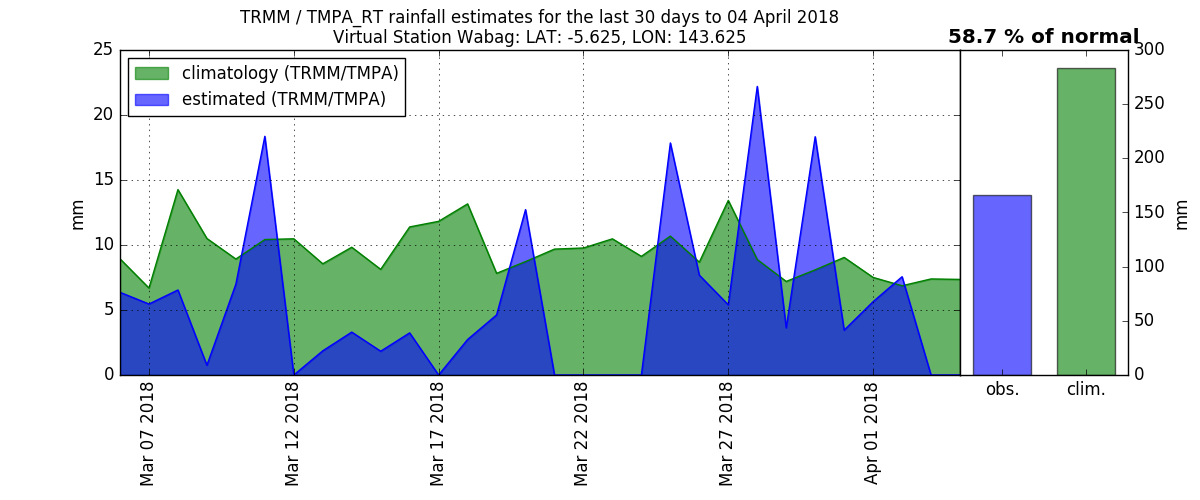 TRMM / TMPA_RT rainfall estimates for the last 30 days to 04 April 2018
Virtual Station Wabag: LAT: -5.625, LON: 143.625
58.7 % of normal
climatology (TRMM/TMPA)
estimated (TRMM/TMPA)
25
20
15
10
5
0
mm
Mar 07 2018
Mar 12 2018
Mar 17 2018
Mar 22 2018
Mar 27 2018
Apr 01 2018
300
250
200
150
100
50
0
mm
obs.
clim.